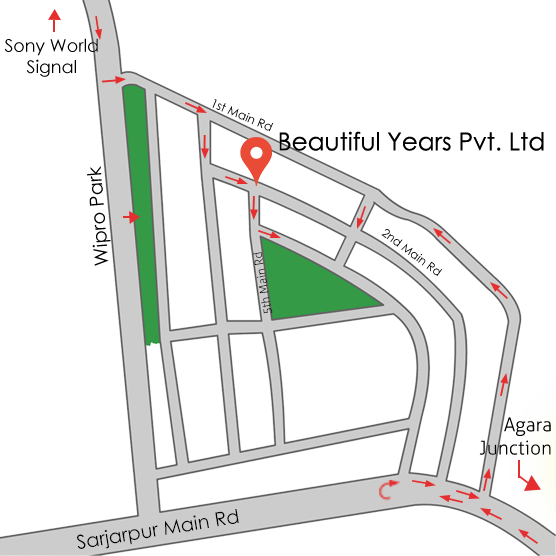 Sony World
Signal
1st Main Rd
Beautiful Years Pvt. Ltd
Wipro Park
2nd Main Rd
5th Main Rd
Agara
Junction
Sarjarpur Main Rd